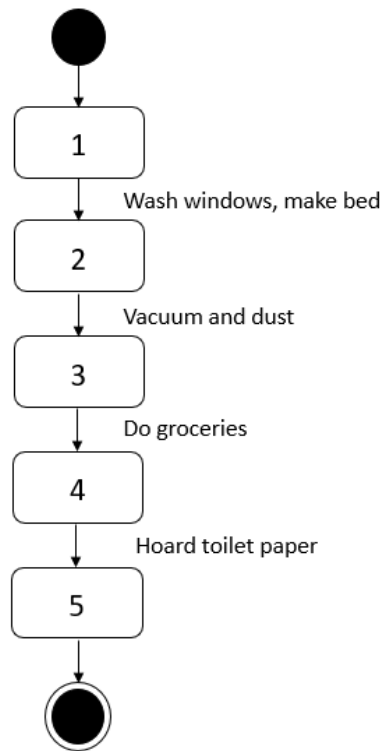 1
Wash windows, make bed
2
Vacuum and dust
3
Do groceries
4
Hoard toilet paper
5